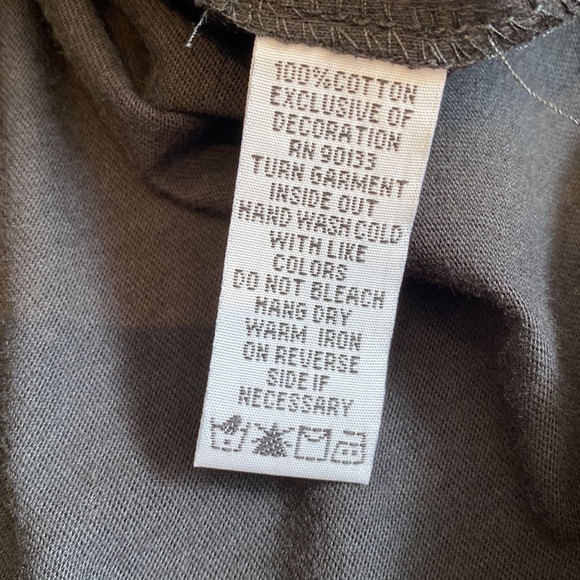 100% COTTON
EXCLUSIVE OF
DECORATION
RN 90133
TURN GARMENT
INSIDE OUT
HAND WASH COLD
WITH LIKE
COLORS
DO NOT BLEACH
HANG DRY
WARM IRON
ON REVERSE
SIDE IF
NECESSARY